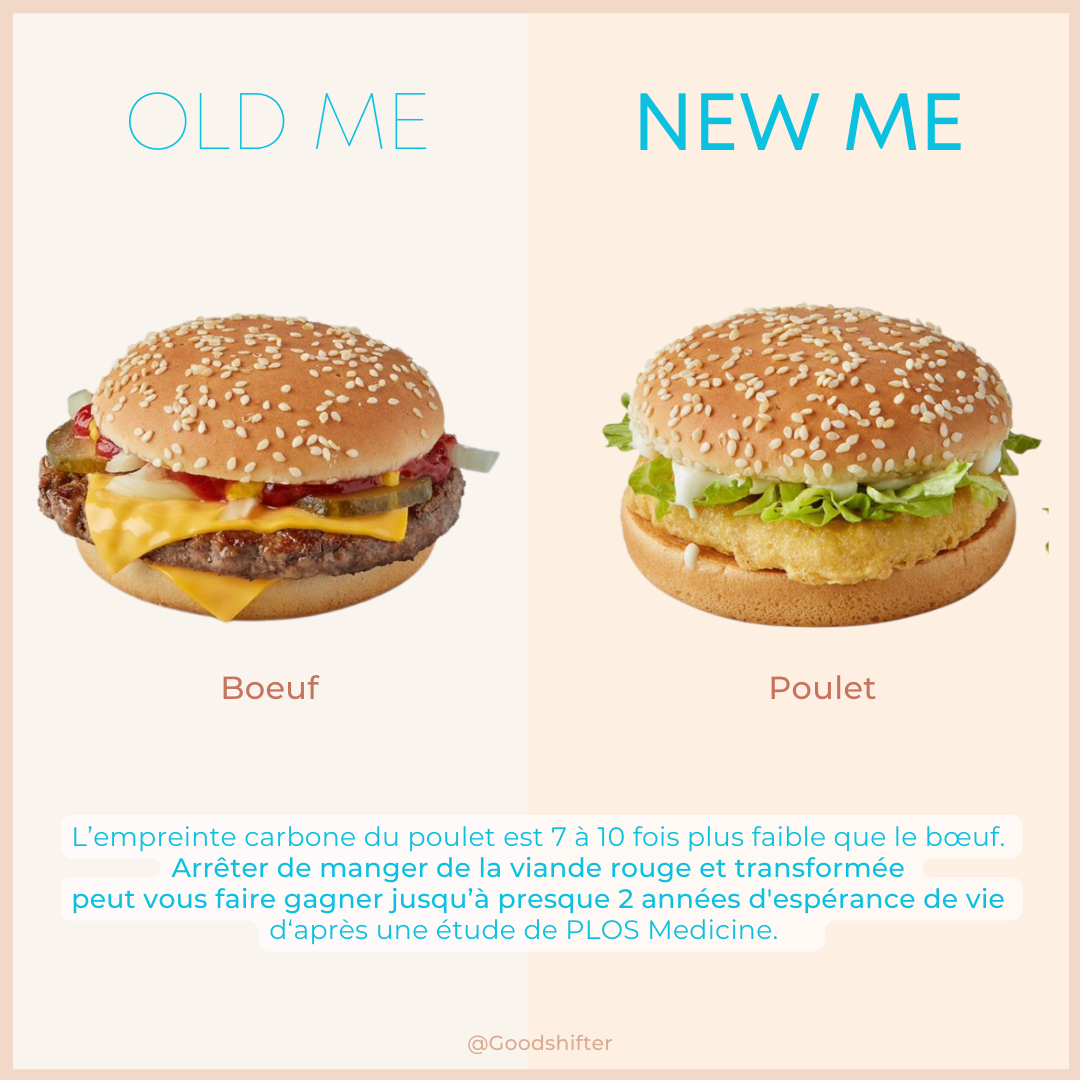 OLD ME
NEW ME
Boeuf
Poulet
L’empreinte carbone du poulet est 7 à 10 fois plus faible que le bœuf.
Arrêter de manger de la viande rouge et transformée
peut vous faire gagner jusqu’à presque 2 années d'espérance de vie
d‘après une étude de PLOS Medicine.
@Goodshifter